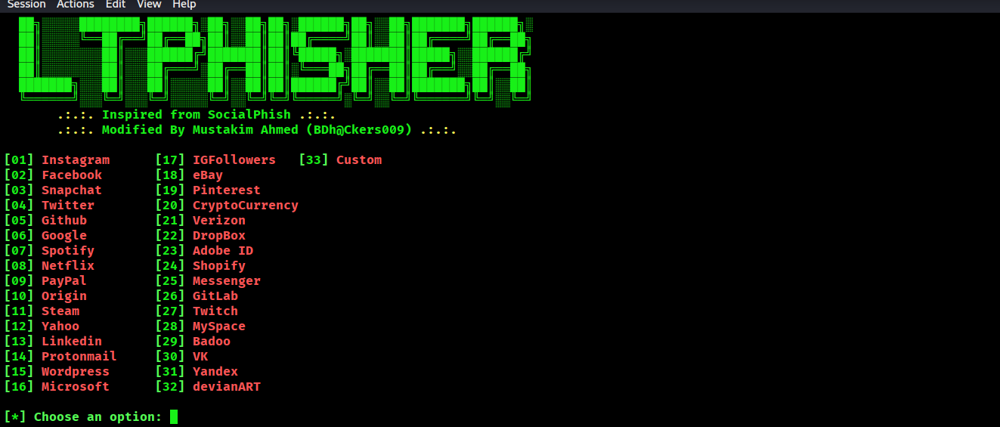 Session Actions Edit View Help
LITPHISHER
.:.:. Inspired from SocialPhish .:.:.
.:.:. Modified By Mustakim Ahmed (BDh@Ckers009) .:.:.
[01] Instagram [17] IGFollowers [33] Custom
[02] Facebook [18] eBay
[03] Snapchat [19] Pinterest
[04] Twitter [20] CryptoCurrency
[05] Github [21] Verizon
[06] Google [22] DropBox
[07] Spotify [23] Adobe ID
[08] Netflix [24] Shopify
[09] PayPal [25] Messenger
[10] Origin [26] GitLab
[11] Steam [27] Twitch
[12] Yahoo [28] MySpace
[13] Linkedin [29] Badoo
[14] Protonmail [30] VK
[15] Wordpress [31] Yandex
[16] Microsoft [32] devianART
[*] Choose an option: